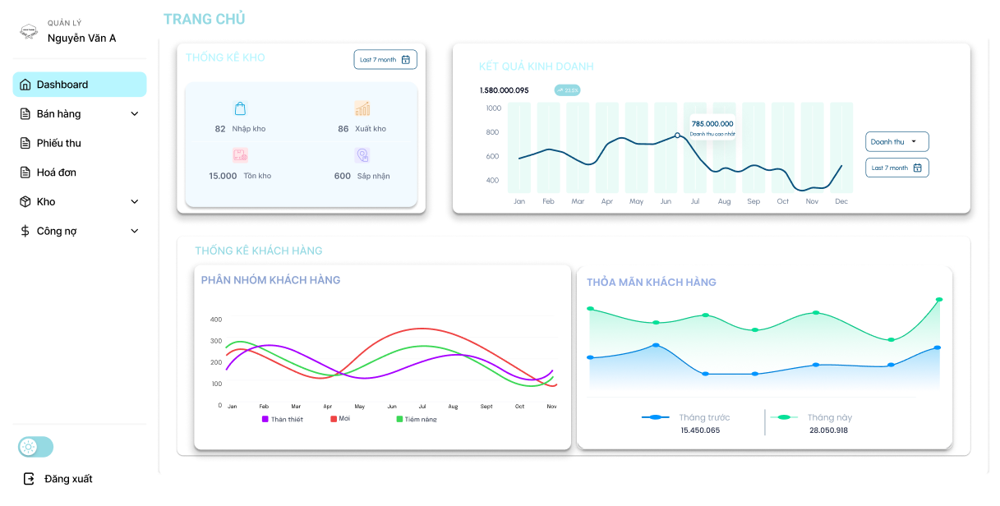 QUẢN LÝ
Nguyễn Văn A
Dashboard
Bán hàng
Phiếu thu
Hoá đơn
Kho
Công nợ
Đăng xuất
TRANG CHỦ
THỐNG KÊ KHO
Last 7 month
82 Nhập kho
86 Xuất kho
15.000 Tồn kho
600 Sắp nhận
KẾT QUẢ KINH DOANH
1.580.000.095
23,5%
1000
800
600
400
785.000.000
Doanh thu cao nhất
Jan Feb Mar Apr May Jun Jul Aug Sep Oct Nov Dec
Doanh thu
Last 7 month
THỐNG KÊ KHÁCH HÀNG
PHÂN NHÓM KHÁCH HÀNG
400
300
200
100
0
Jan Feb Mar Apr May Jun Jul Aug Sept Oct Nov
Thân thiết Mới Tiềm năng
THỎA MÃN KHÁCH HÀNG
Tháng trước
15.450.065
Tháng này
28.050.918